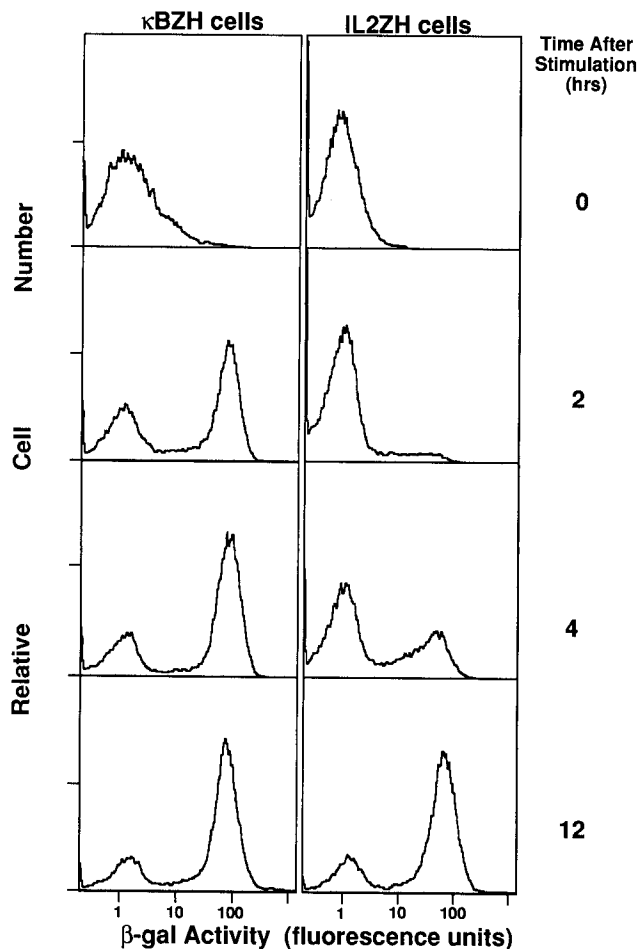 κBZH cells
IL2ZH cells
Time After
Stimulation
(hrs)
0
2
4
12
Relative Cell Number
1 10 100
1 10 100
β-gal Activity (fluorescence units)